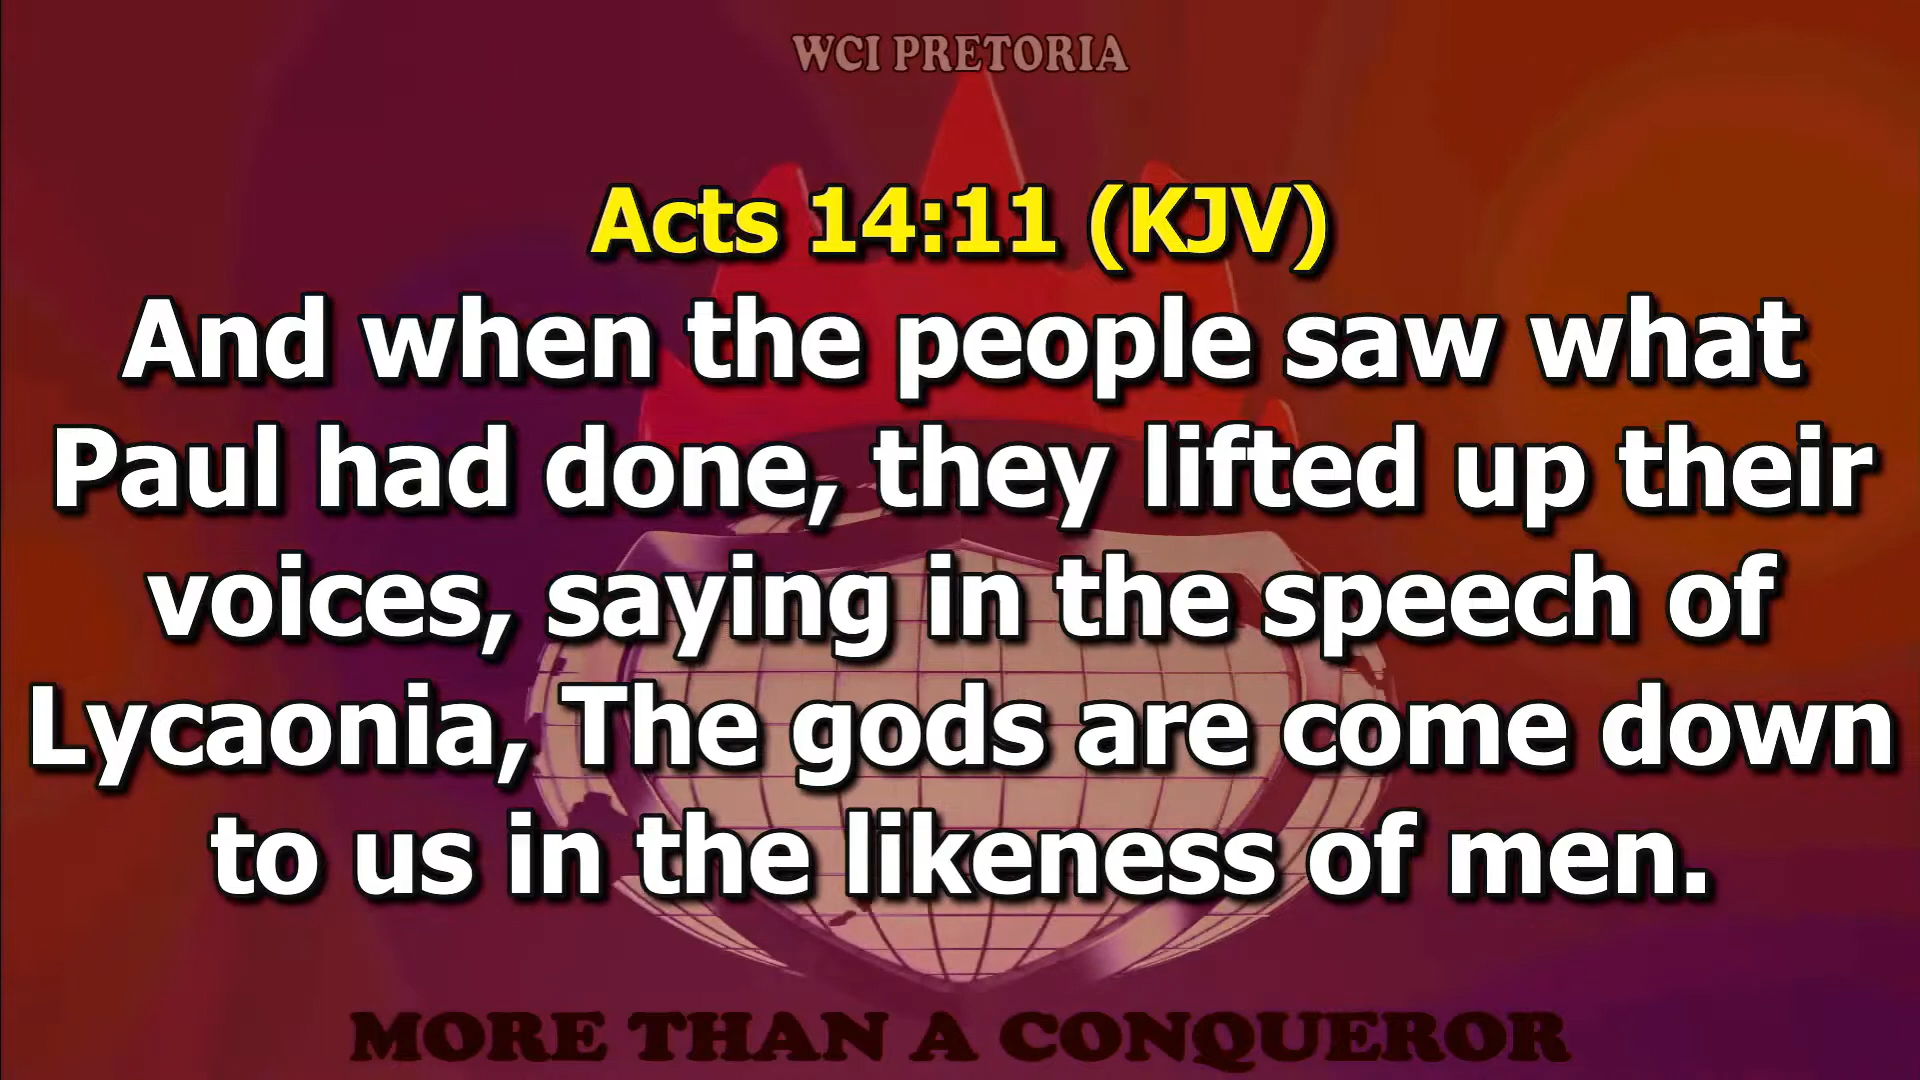 WCI PRETORIA
Acts 14:11 (KJV)
And when the people saw what
Paul had done, they lifted up their
voices, saying in the speech of
Lycaonia, The gods are come down
to us in the likeness of men.
MORE THAN A CONQUEROR